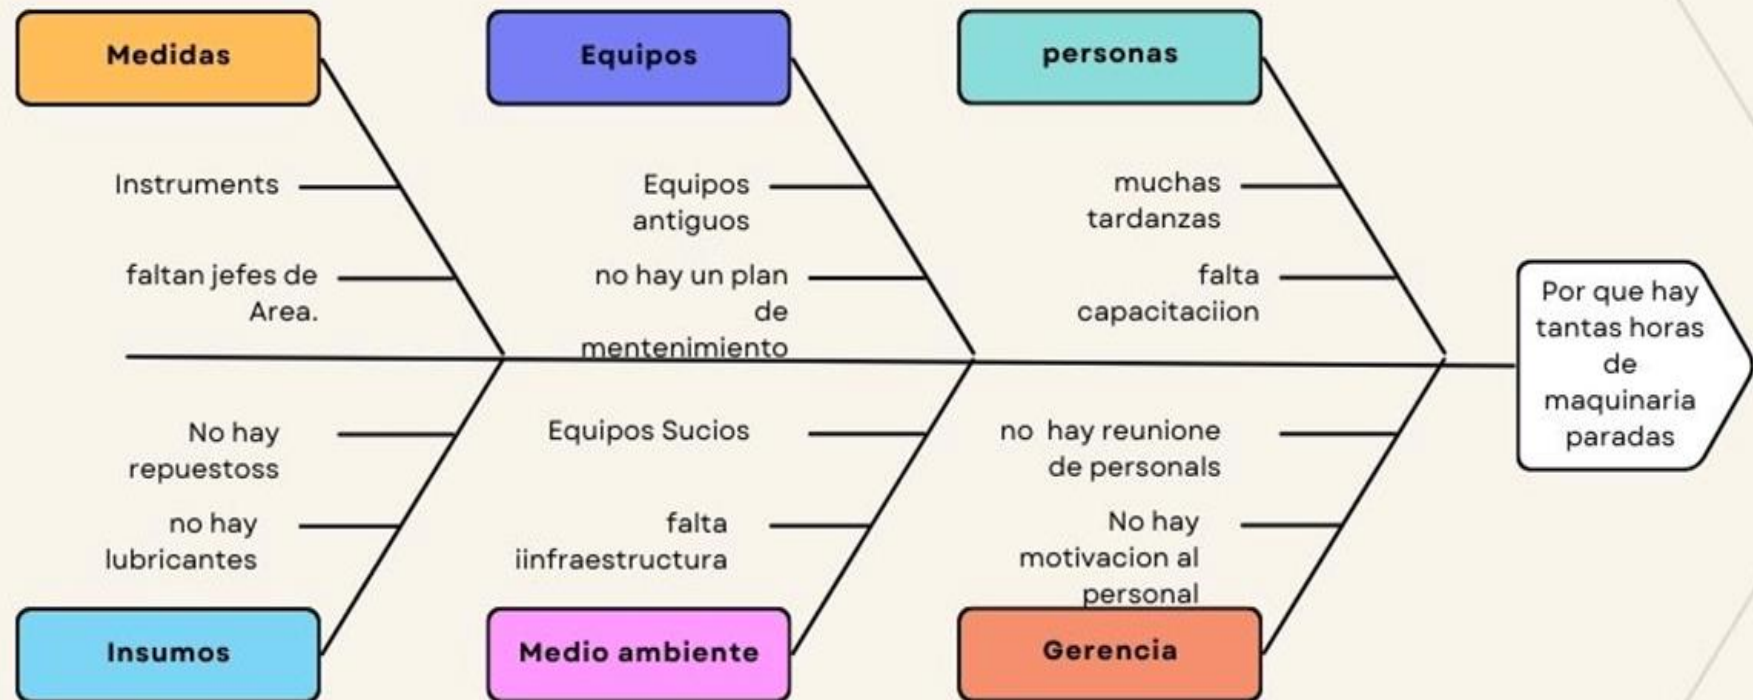 Medidas
Equipos
personas
Instruments
faltan jefes de
Area.
Equipos
antiguos
no hay un plan
de
mentenimiento
muchas
tardanzas
falta
capacitaciion
Por que hay
tantas horas
de
maquinaria
paradas
No hay
repuestoss
no hay
lubricantes
Equipos Sucios
falta
iinfraestructura
no hay reunione
de personals
No hay
motivacion al
personal
Insumos
Medio ambiente
Gerencia